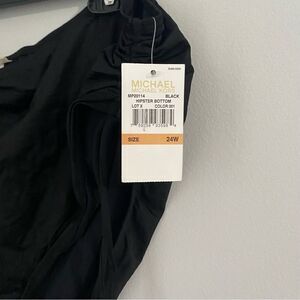 MICHAEL
MICHAEL KORS
MP20114 BLACK
HIPSTER BOTTOM
LOT X COLOR 001
SIZE 24W